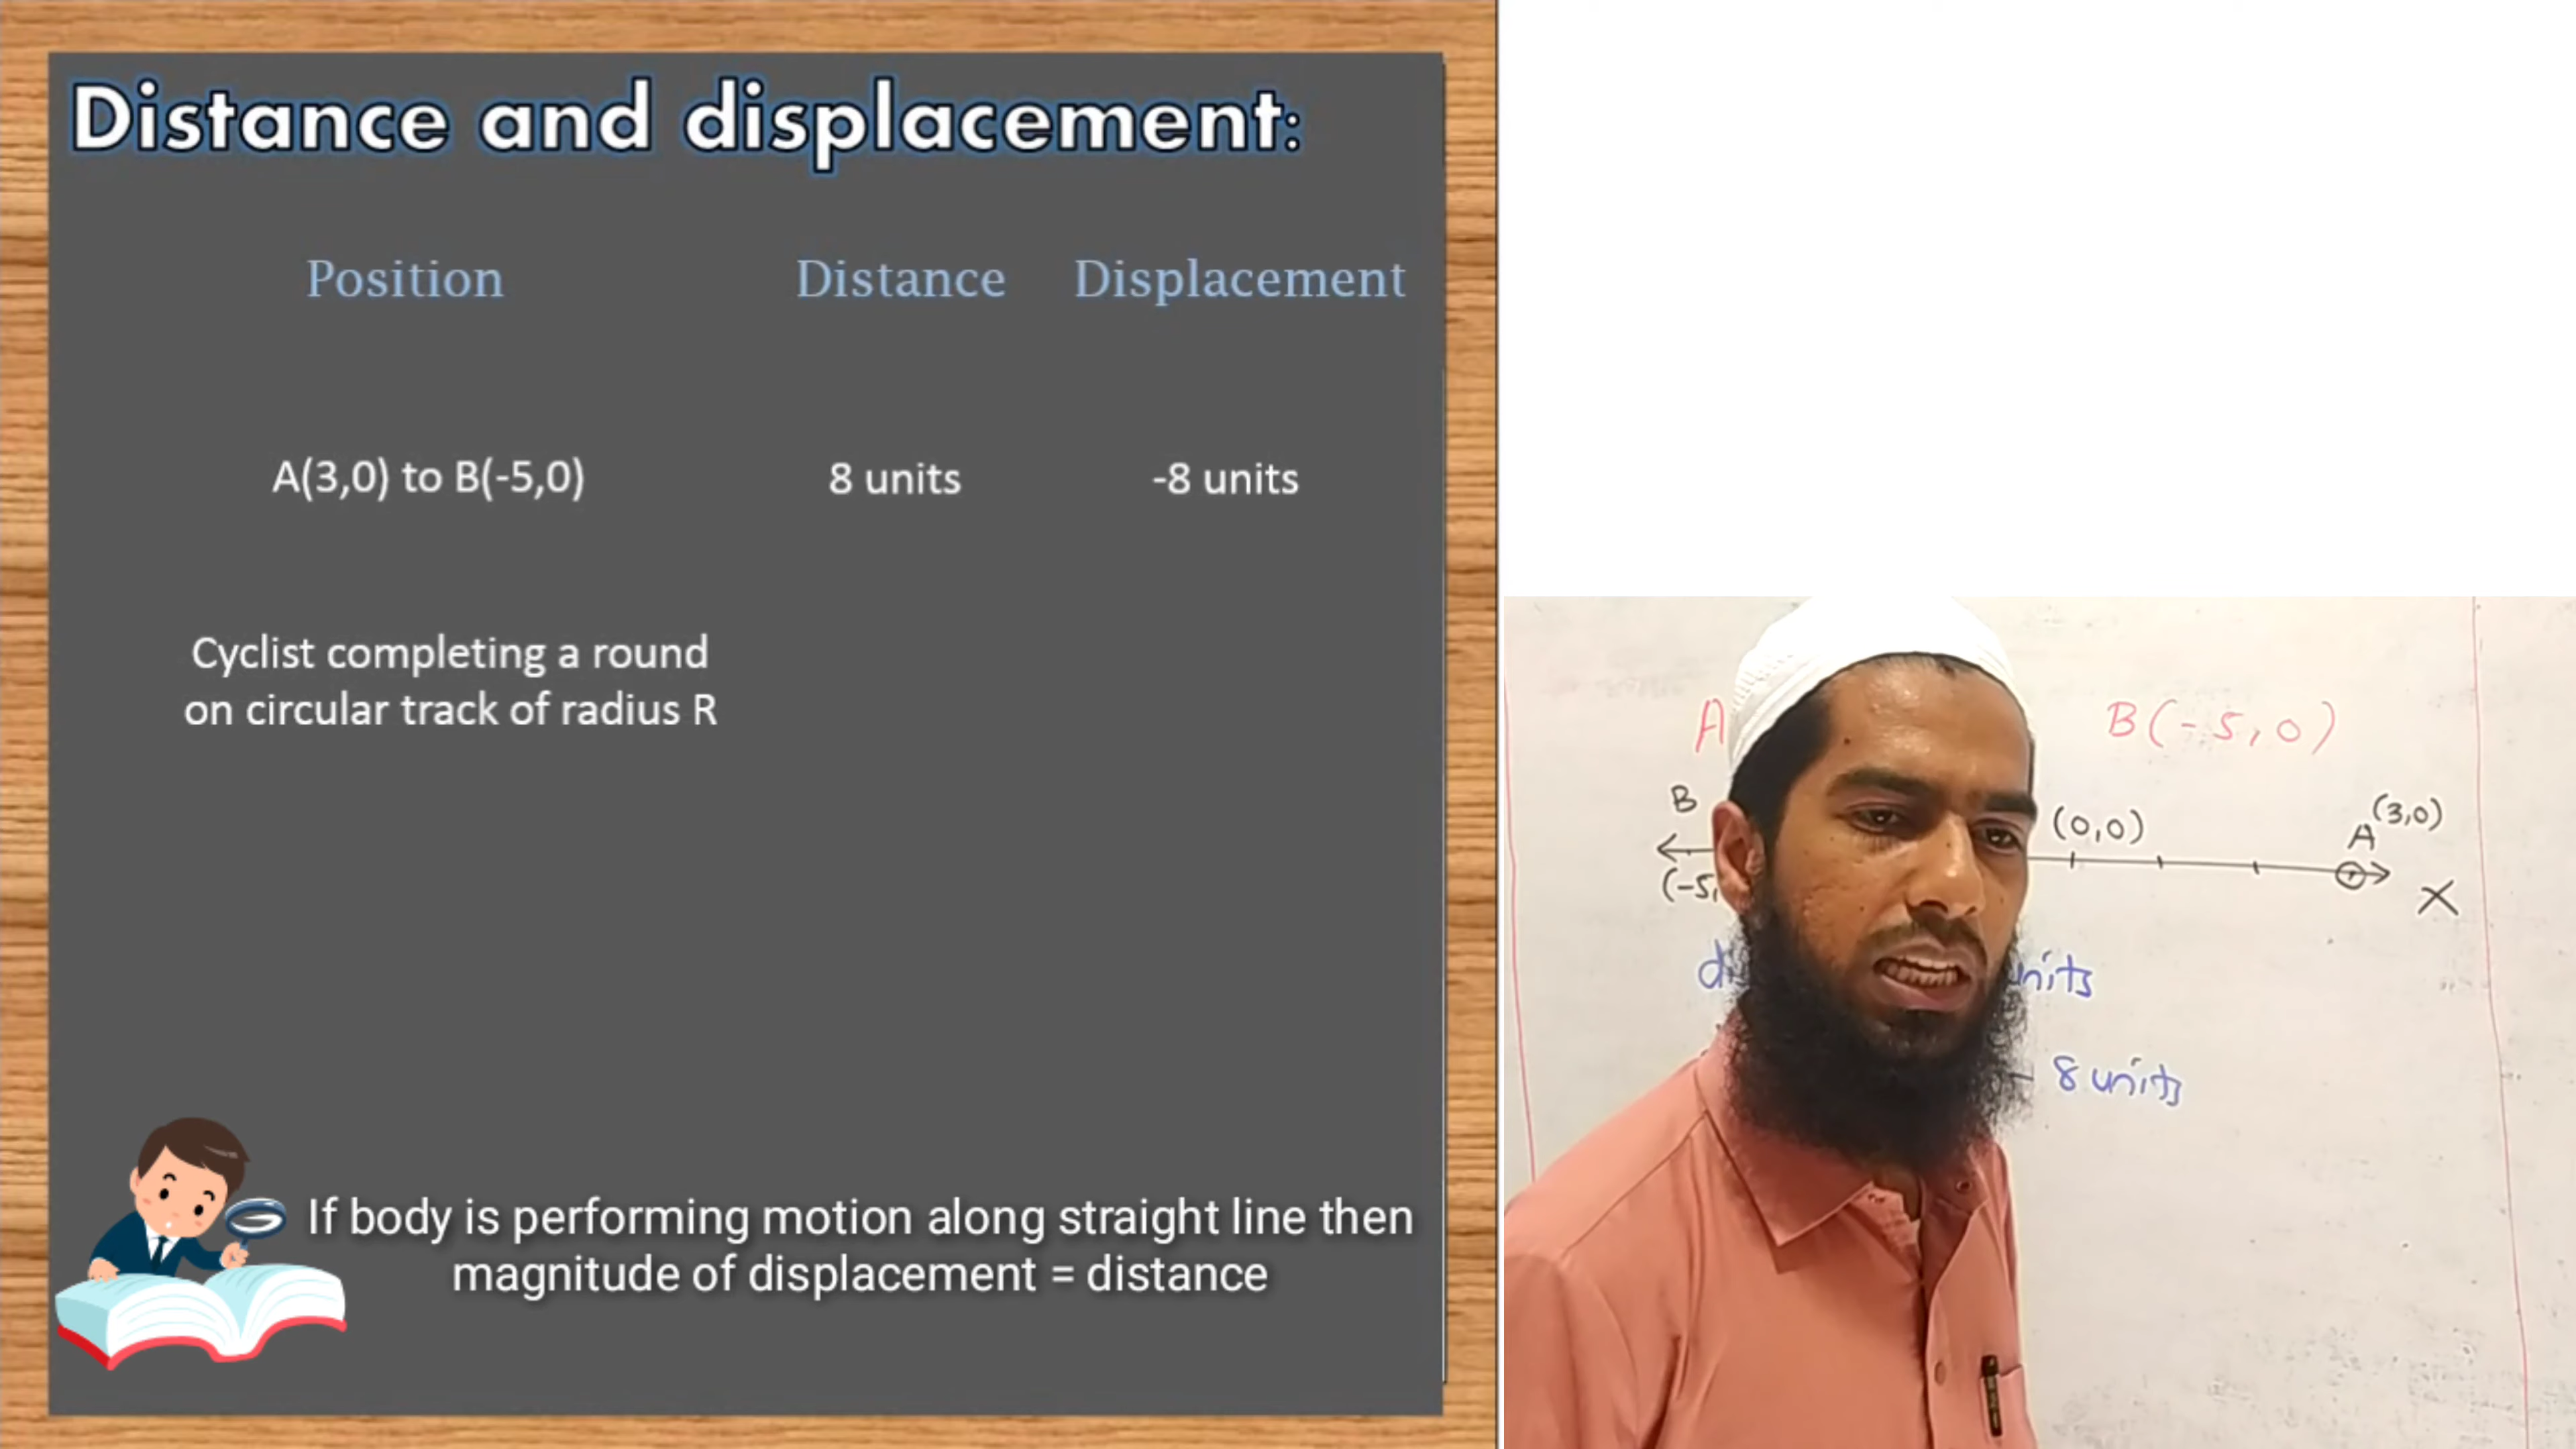 Distance and displacement:
Position Distance Displacement
A(3,0) to B(-5,0) 8 units -8 units
Cyclist completing a round
on circular track of radius R
If body is performing motion along straight line then
magnitude of displacement = distance
A B(-5,0)
B (0,0) A (3,0)
(-5, X
8 units